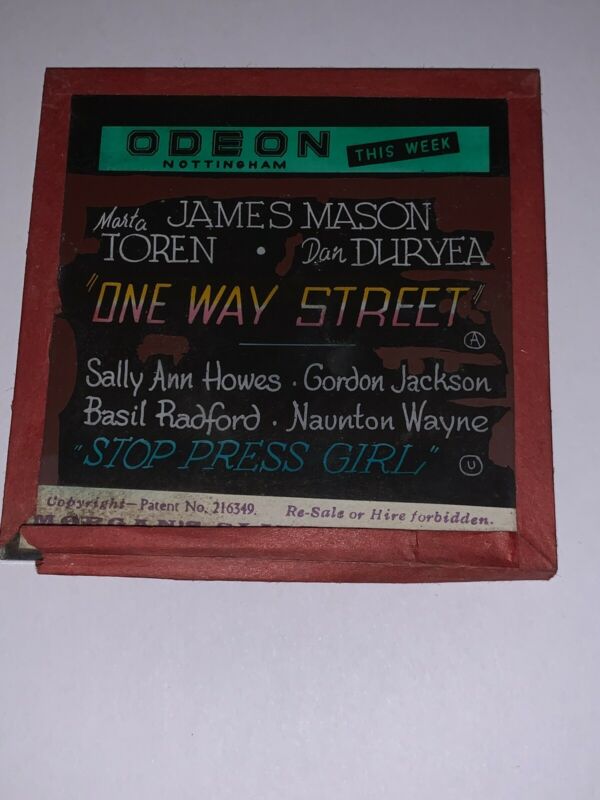 ODEON
NOTTINGHAM
THIS WEEK
Marta JAMES MASON
TOREN • Dan DURYEA
"ONE WAY STREET"
A
Sally Ann Howes · Gordon Jackson
Basil Radford · Naunton Wayne
"STOP PRESS GIRL"
U
Copyright—Patent No. 216349. Re-Sale or Hire forbidden.
MORGAN'S